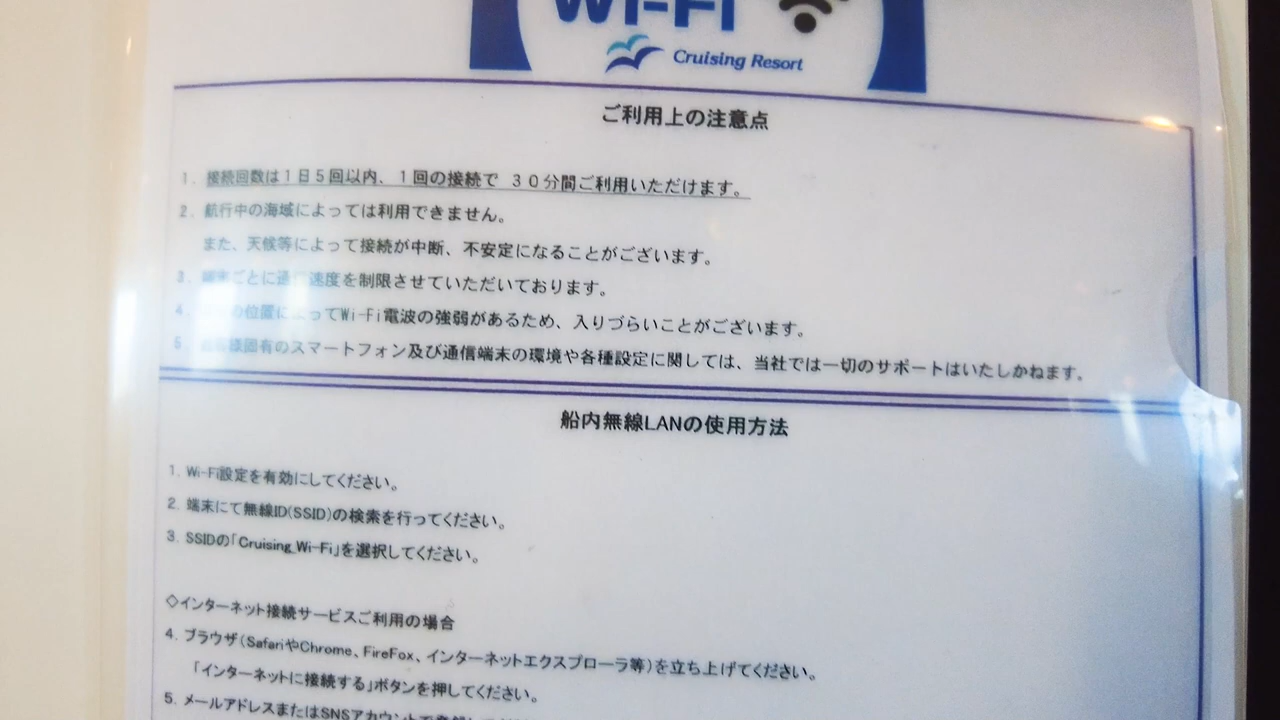 Wi-Fi
Cruising Resort
ご利用上の注意点
1. 接続回数は1日5回以内、1回の接続で 30分間ご利用いただけます。
2. 航行中の海域によっては利用できません。
また、天候等によって接続が中断、不安定になることがございます。
3. 端末ごとに通信速度を制限させていただいております。
4. の位置によってWi-Fi電波の強弱があるため、入りづらいことがございます。
5. お客様固有のスマートフォン及び通信端末の環境や各種設定に関しては、当社では一切のサポートはいたしかねます。
船内無線LANの使用方法
1. Wi-Fi設定を有効にしてください。
2. 端末にて無線ID(SSID)の検索を行ってください。
3. SSIDの「Cruising_Wi-Fi」を選択してください。
◇インターネット接続サービスご利用の場合
4. ブラウザ(SafariやChrome、FireFox、インターネットエクスプローラ等)を立ち上げてください。
「インターネットに接続する」ボタンを押してください。
5. メールアドレスまたはSNSアカウントで